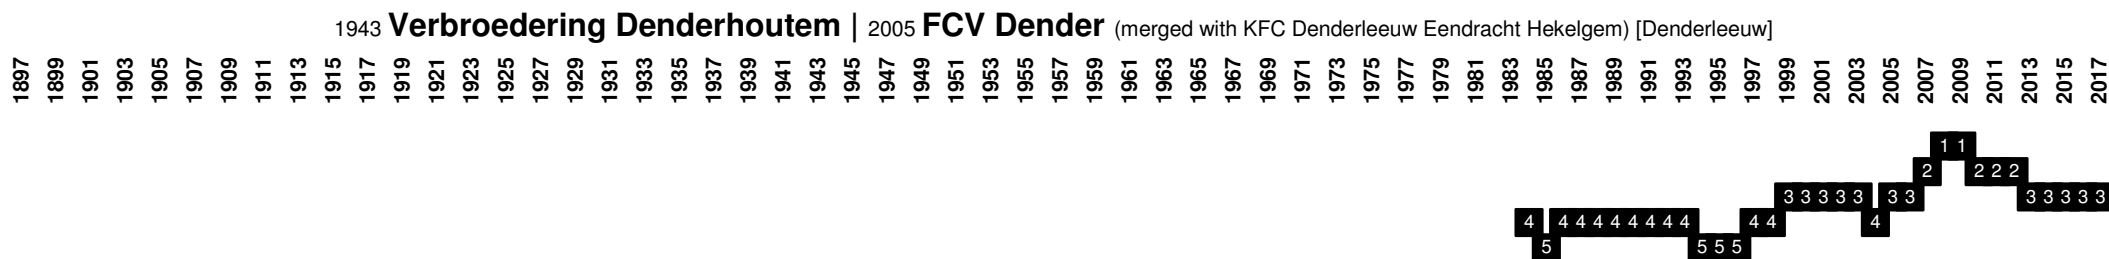 1943 Verbroedering Denderhoutem | 2005 FCV Dender (merged with KFC Denderleeuw Eendracht Hekelgem) [Denderleeuw]
1897 1899 1901 1903 1905 1907 1909 1911 1913 1915 1917 1919 1921 1923 1925 1927 1929 1931 1933 1935 1937 1939 1941 1943 1945 1947 1949 1951 1953 1955 1957 1959 1961 1963 1965 1967 1969 1971 1973 1975 1977 1979 1981 1983 1985 1987 1989 1991 1993 1995 1997 1999 2001 2003 2005 2007 2009 2011 2013 2015 2017
1 1
2 2 2 2
3 3 3 3 3 3 3 3 3 3 3 3
4 4 4 4 4 4 4 4 4 4 4 4
5 5 5 5